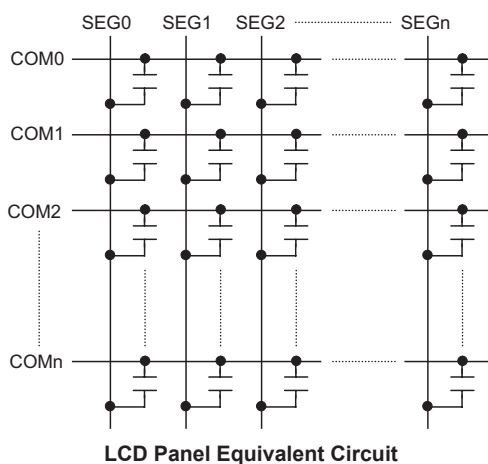 SEG0 SEG1 SEG2 SEGn
COM0
COM1
COM2
COMn
LCD Panel Equivalent Circuit